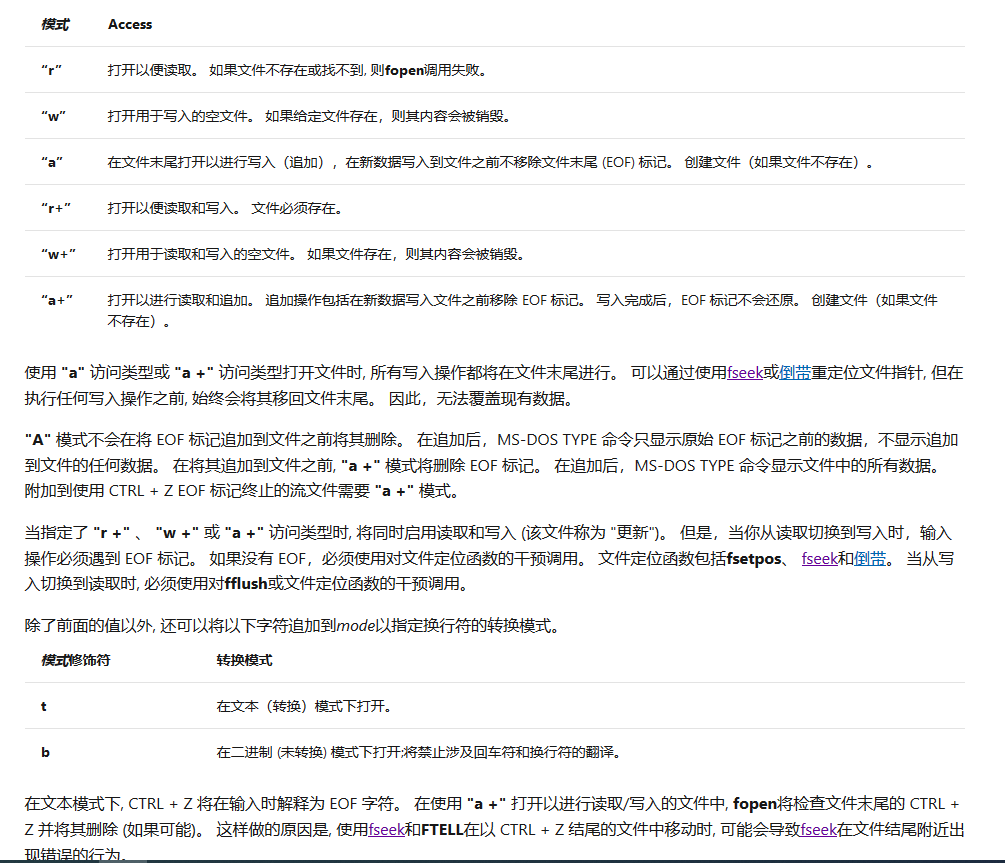 模式 Access
“r” 打开以便读取。 如果文件不存在或找不到, 则fopen调用失败。
“w” 打开用于写入的空文件。 如果给定文件存在，则其内容会被销毁。
“a” 在文件末尾打开以进行写入（追加），在新数据写入到文件之前不移除文件末尾 (EOF) 标记。 创建文件（如果文件不存在）。
“r+” 打开以便读取和写入。 文件必须存在。
“w+” 打开用于读取和写入的空文件。 如果文件存在，则其内容会被销毁。
“a+” 打开以进行读取和追加。 追加操作包括在新数据写入文件之前移除 EOF 标记。 写入完成后，EOF 标记不会还原。 创建文件（如果文件
不存在）。
使用 "a" 访问类型或 "a +" 访问类型打开文件时, 所有写入操作都将在文件末尾进行。 可以通过使用fseek或倒带重定位文件指针, 但在
执行任何写入操作之前, 始终会将其移回文件末尾。 因此，无法覆盖现有数据。
"A" 模式不会在将 EOF 标记追加到文件之前将其删除。 在追加后，MS-DOS TYPE 命令只显示原始 EOF 标记之前的数据，不显示追加
到文件的任何数据。 在将其追加到文件之前, "a +" 模式将删除 EOF 标记。 在追加后，MS-DOS TYPE 命令显示文件中的所有数据。
附加到使用 CTRL + Z EOF 标记终止的流文件需要 "a +" 模式。
当指定了 "r +" 、 "w +" 或 "a +" 访问类型时, 将同时启用读取和写入 (该文件称为 "更新")。 但是，当你从读取切换到写入时，输入
操作必须遇到 EOF 标记。 如果没有 EOF，必须使用对文件定位函数的干预调用。 文件定位函数包括fsetpos、 fseek和倒带。 当从写
入切换到读取时, 必须使用对fflush或文件定位函数的干预调用。
除了前面的值以外, 还可以将以下字符追加到mode以指定换行符的转换模式。
模式修饰符 转换模式
t 在文本（转换）模式下打开。
b 在二进制 (未转换) 模式下打开;将禁止涉及回车符和换行符的翻译。
在文本模式下, CTRL + Z 将在输入时解释为 EOF 字符。 在使用 "a +" 打开以进行读取/写入的文件中, fopen将检查文件末尾的 CTRL +
Z 并将其删除 (如果可能)。 这样做的原因是, 使用fseek和FTELL在以 CTRL + Z 结尾的文件中移动时, 可能会导致fseek在文件结尾附近出
现错误的行为。